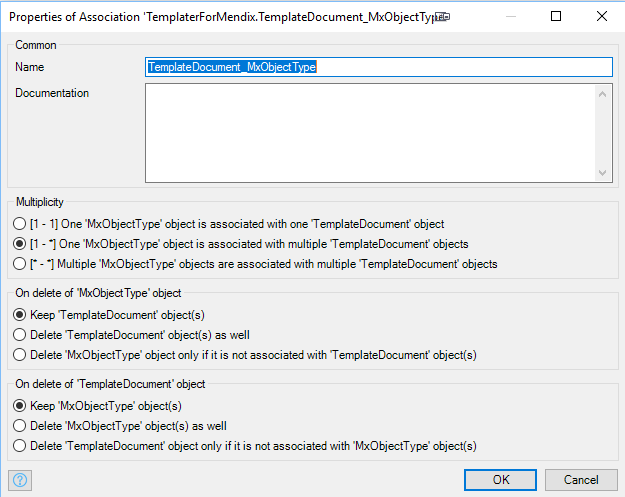 Properties of Association 'TemplaterForMendix.TemplateDocument_MxObjectType'
Common
Name
TemplateDocument_MxObjectType
Documentation
Multiplicity
[1 - 1] One 'MxObjectType' object is associated with one 'TemplateDocument' object
[1 - *] One 'MxObjectType' object is associated with multiple 'TemplateDocument' objects
[* - *] Multiple 'MxObjectType' objects are associated with multiple 'TemplateDocument' objects
On delete of 'MxObjectType' object
Keep 'TemplateDocument' object(s)
Delete 'TemplateDocument' object(s) as well
Delete 'MxObjectType' object only if it is not associated with 'TemplateDocument' object(s)
On delete of 'TemplateDocument' object
Keep 'MxObjectType' object(s)
Delete 'MxObjectType' object(s) as well
Delete 'TemplateDocument' object only if it is not associated with 'MxObjectType' object(s)
?
OK
Cancel